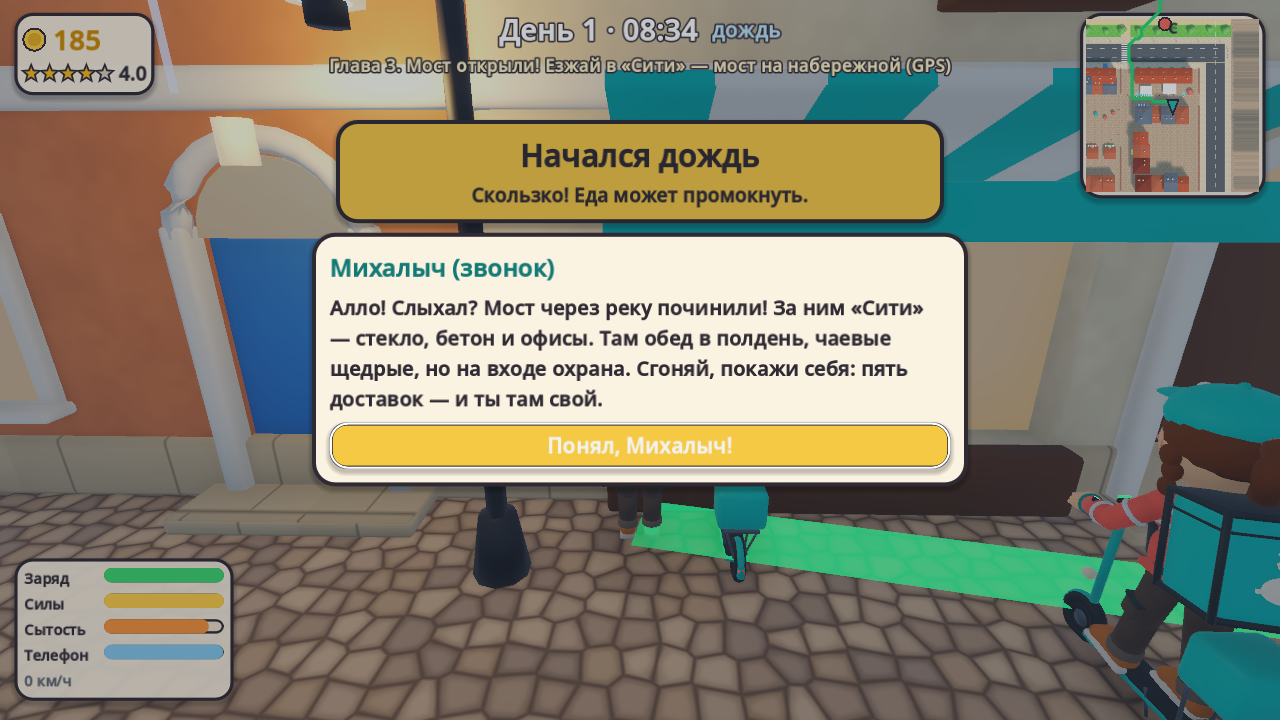 185
4.0
День 1 · 08:34 дождь
Глава 3. Мост открыли! Езжай в «Сити» — мост на набережной (GPS)
С
Начался дождь
Скользко! Еда может промокнуть.
Михалыч (звонок)
Алло! Слыхал? Мост через реку починили! За ним «Сити»
— стекло, бетон и офисы. Там обед в полдень, чаевые
щедрые, но на входе охрана. Сгоняй, покажи себя: пять
доставок — и ты там свой.
Понял, Михалыч!
Заряд
Силы
Сытость
Телефон
0 км/ч